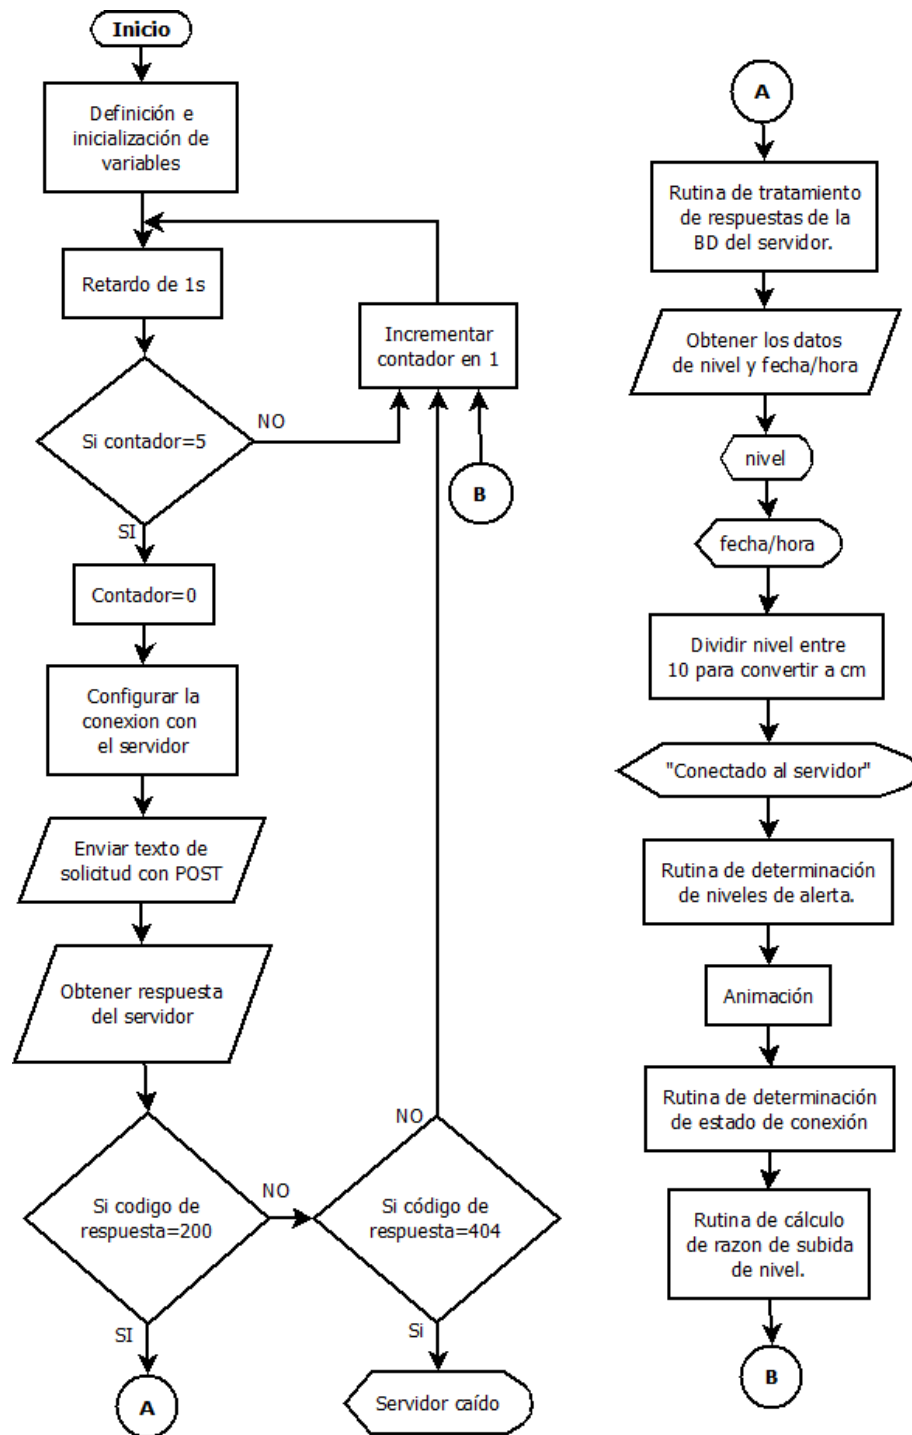 Inicio
Definición e
inicialización de
variables
Retardo de 1s
Si contador=5
NO
SI
Incrementar
contador en 1
B
Contador=0
Configurar la
conexion con
el servidor
Enviar texto de
solicitud con POST
Obtener respuesta
del servidor
Si codigo de
respuesta=200
NO
SI
A
Si código de
respuesta=404
NO
Si
Servidor caído
A
Rutina de tratamiento
de respuestas de la
BD del servidor.
Obtener los datos
de nivel y fecha/hora
nivel
fecha/hora
Dividir nivel entre
10 para convertir a cm
"Conectado al servidor"
Rutina de determinación
de niveles de alerta.
Animación
Rutina de determinación
de estado de conexión
Rutina de cálculo
de razon de subida
de nivel.
B